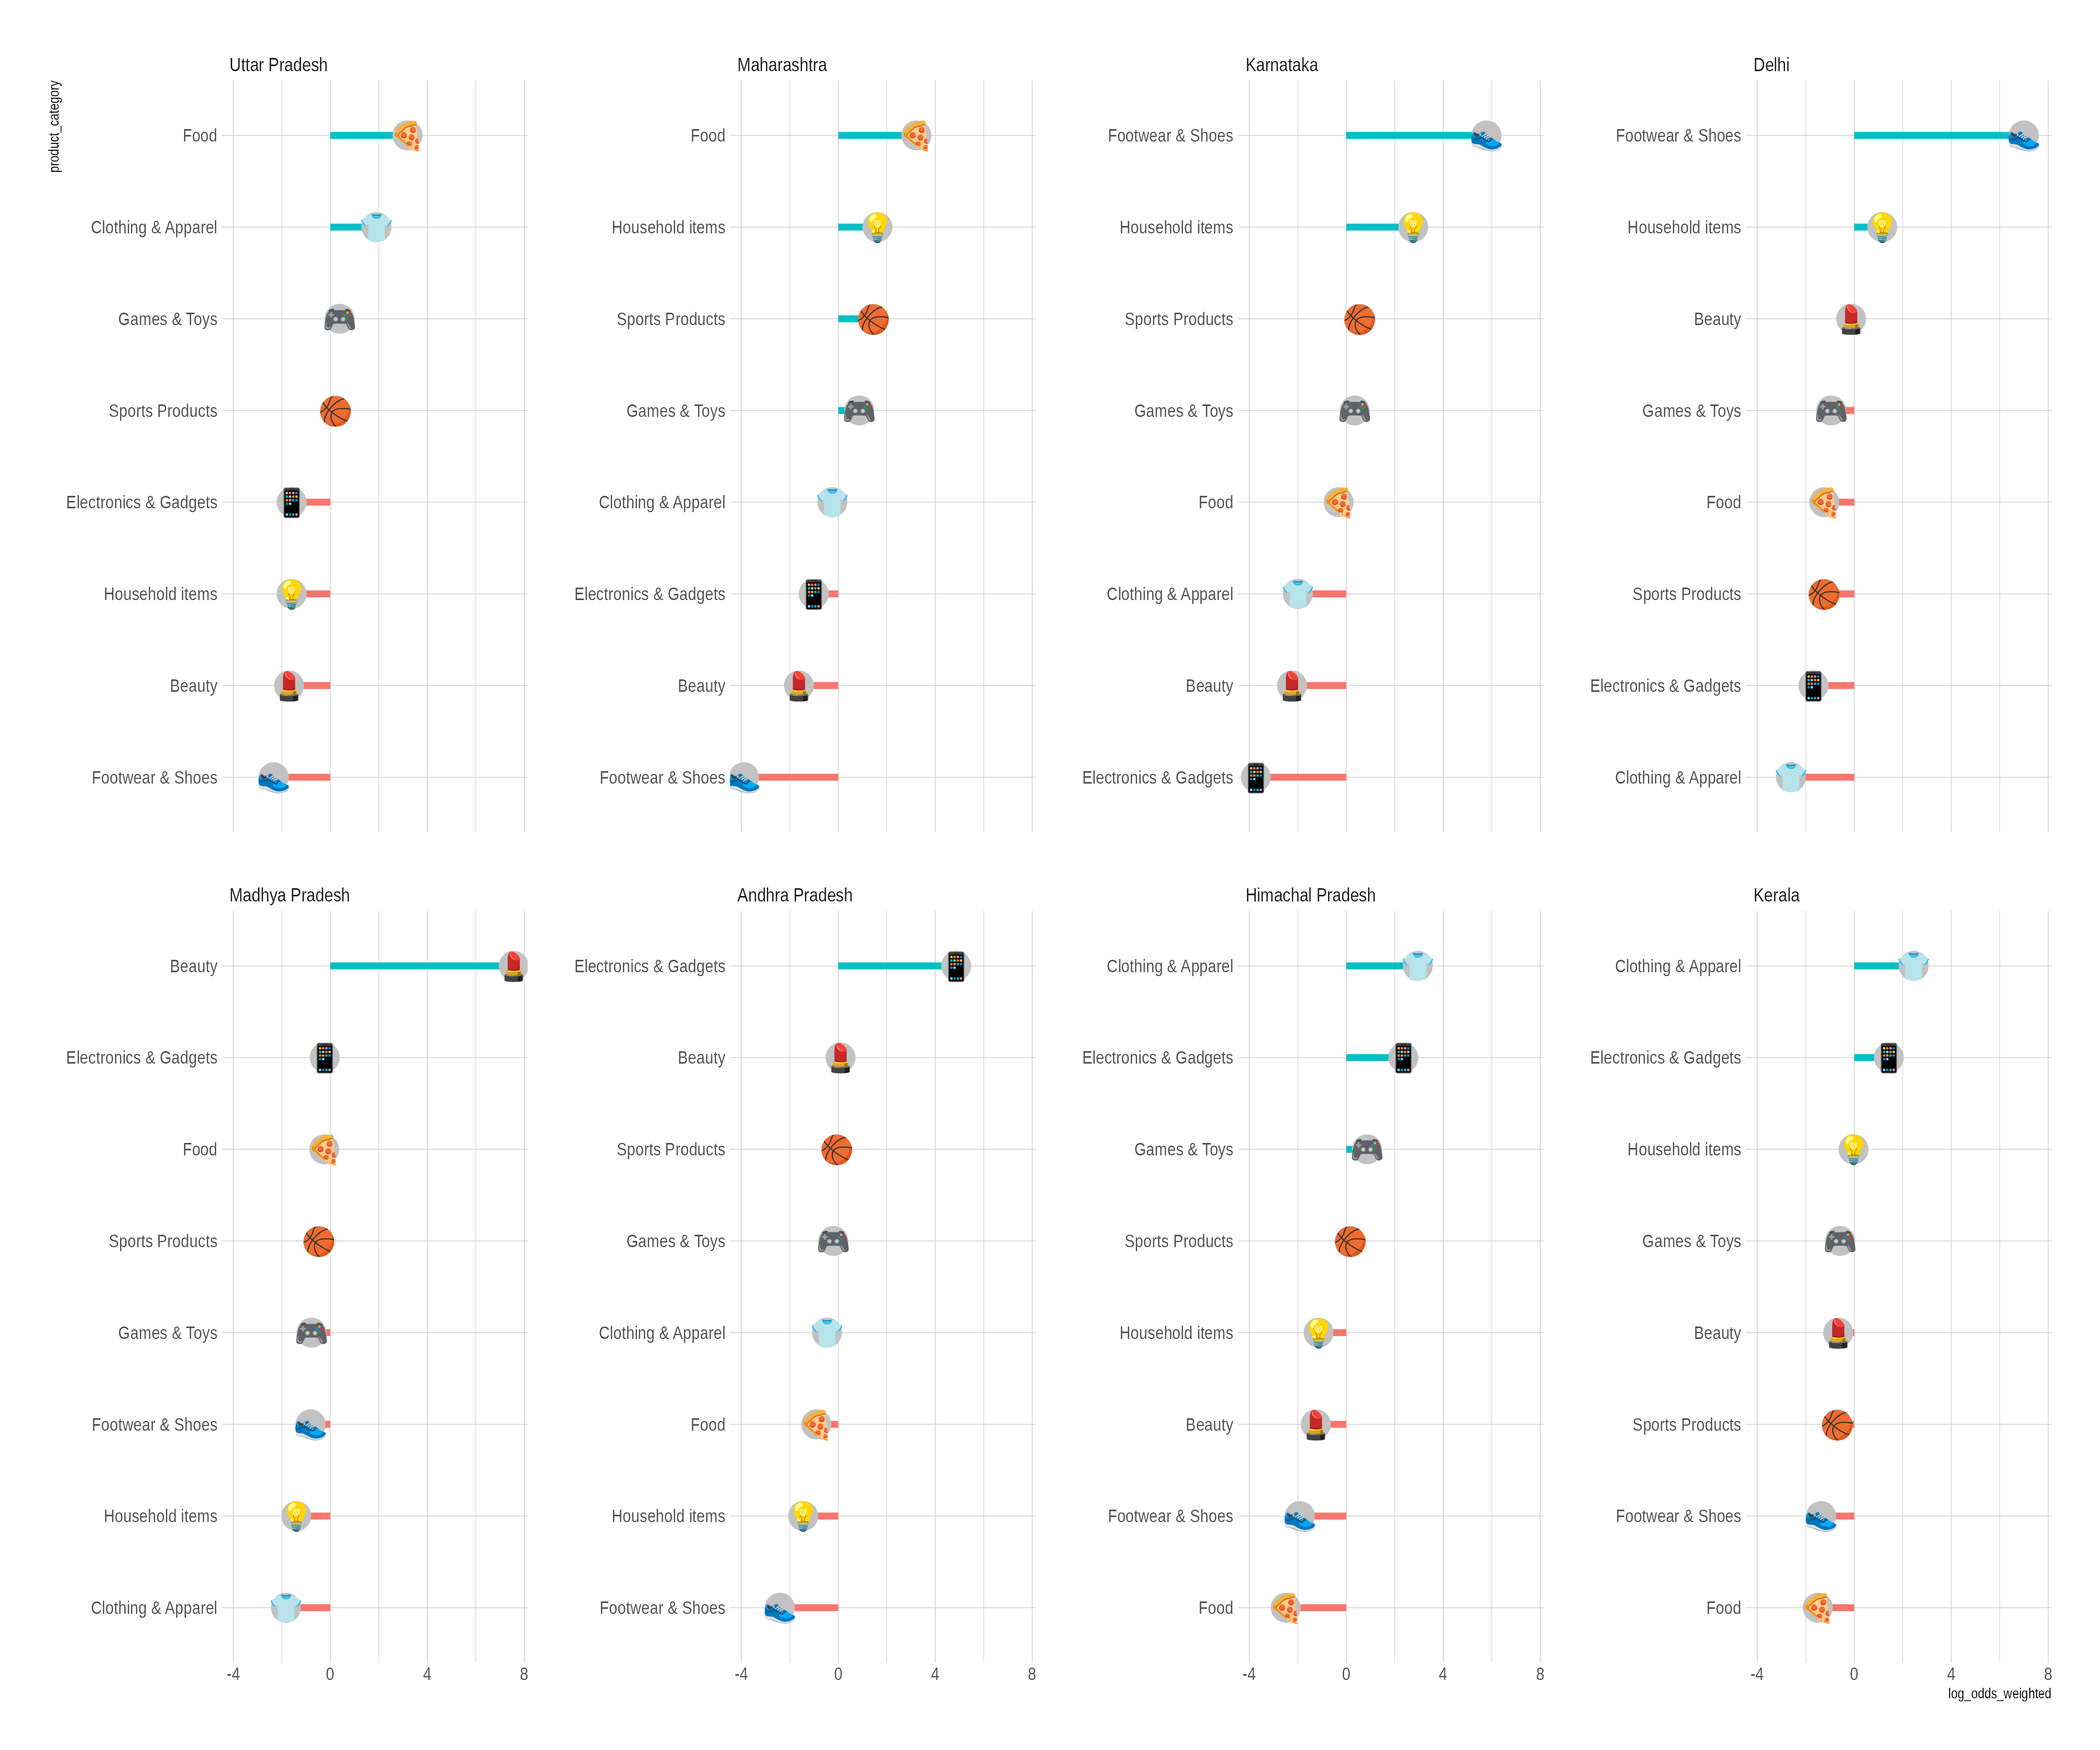 product_category
Uttar Pradesh
Food
Clothing & Apparel
Games & Toys
Sports Products
Electronics & Gadgets
Household items
Beauty
Footwear & Shoes
Maharashtra
Food
Household items
Sports Products
Games & Toys
Clothing & Apparel
Electronics & Gadgets
Beauty
Footwear & Shoes
Karnataka
Footwear & Shoes
Household items
Sports Products
Games & Toys
Food
Clothing & Apparel
Beauty
Electronics & Gadgets
Delhi
Footwear & Shoes
Household items
Beauty
Games & Toys
Food
Sports Products
Electronics & Gadgets
Clothing & Apparel
Madhya Pradesh
Beauty
Electronics & Gadgets
Food
Sports Products
Games & Toys
Footwear & Shoes
Household items
Clothing & Apparel
-4 0 4 8
Andhra Pradesh
Electronics & Gadgets
Beauty
Sports Products
Games & Toys
Clothing & Apparel
Food
Household items
Footwear & Shoes
-4 0 4 8
Himachal Pradesh
Clothing & Apparel
Electronics & Gadgets
Games & Toys
Sports Products
Household items
Beauty
Footwear & Shoes
Food
-4 0 4 8
Kerala
Clothing & Apparel
Electronics & Gadgets
Household items
Games & Toys
Beauty
Sports Products
Footwear & Shoes
Food
-4 0 4 8
log_odds_weighted